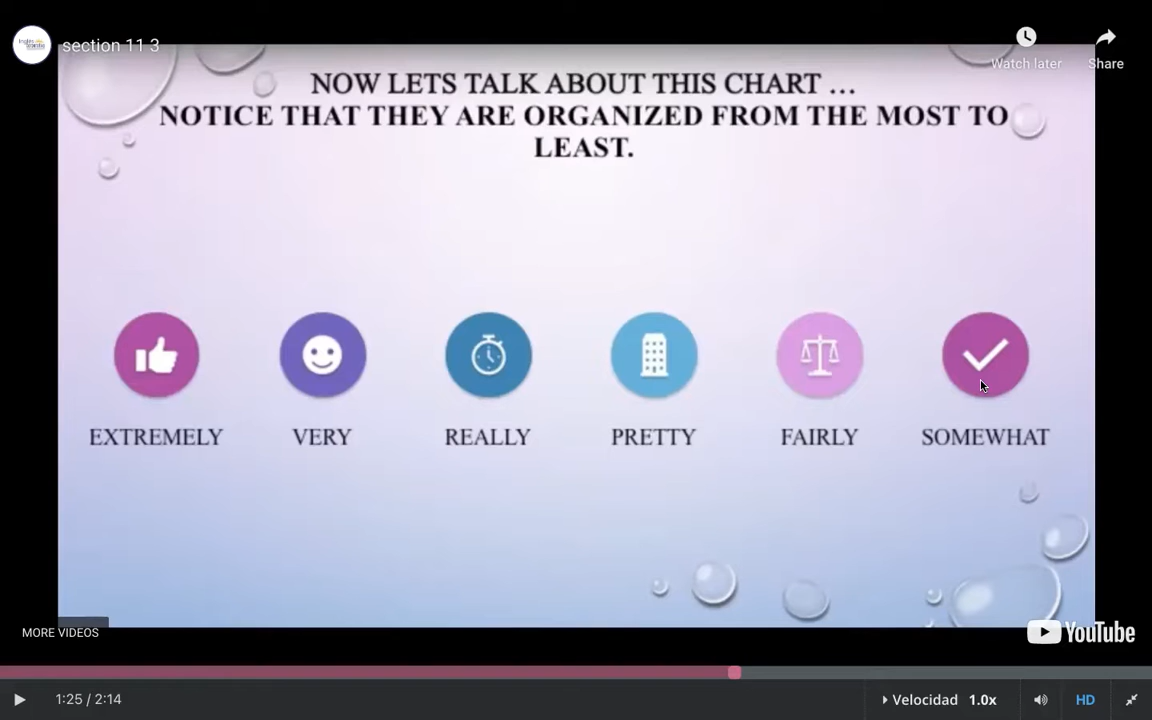 section 11 3
Watch later
Share
NOW LETS TALK ABOUT THIS CHART …
NOTICE THAT THEY ARE ORGANIZED FROM THE MOST TO
LEAST.
EXTREMELY VERY REALLY PRETTY FAIRLY SOMEWHAT
MORE VIDEOS
YouTube
1:25 / 2:14
Velocidad 1.0x
HD